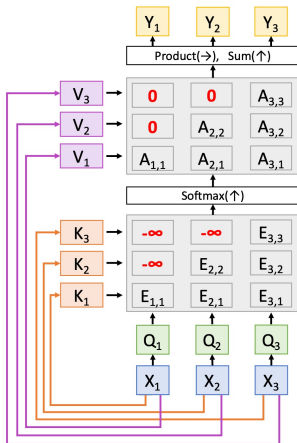 Y1 Y2 Y3
Product(→), Sum(↑)
V3 0 0 A3,3
V2 0 A2,2 A3,2
V1 A1,1 A2,1 A3,1
Softmax(↑)
K3 -∞ -∞ E3,3
K2 -∞ E2,2 E3,2
K1 E1,1 E2,1 E3,1
Q1 Q2 Q3
X1 X2 X3